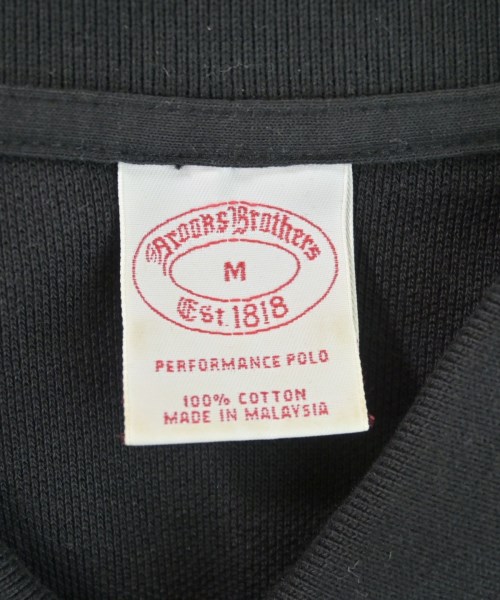 Brooks Brothers
M
Est. 1818
PERFORMANCE POLO
100% COTTON
MADE IN MALAYSIA